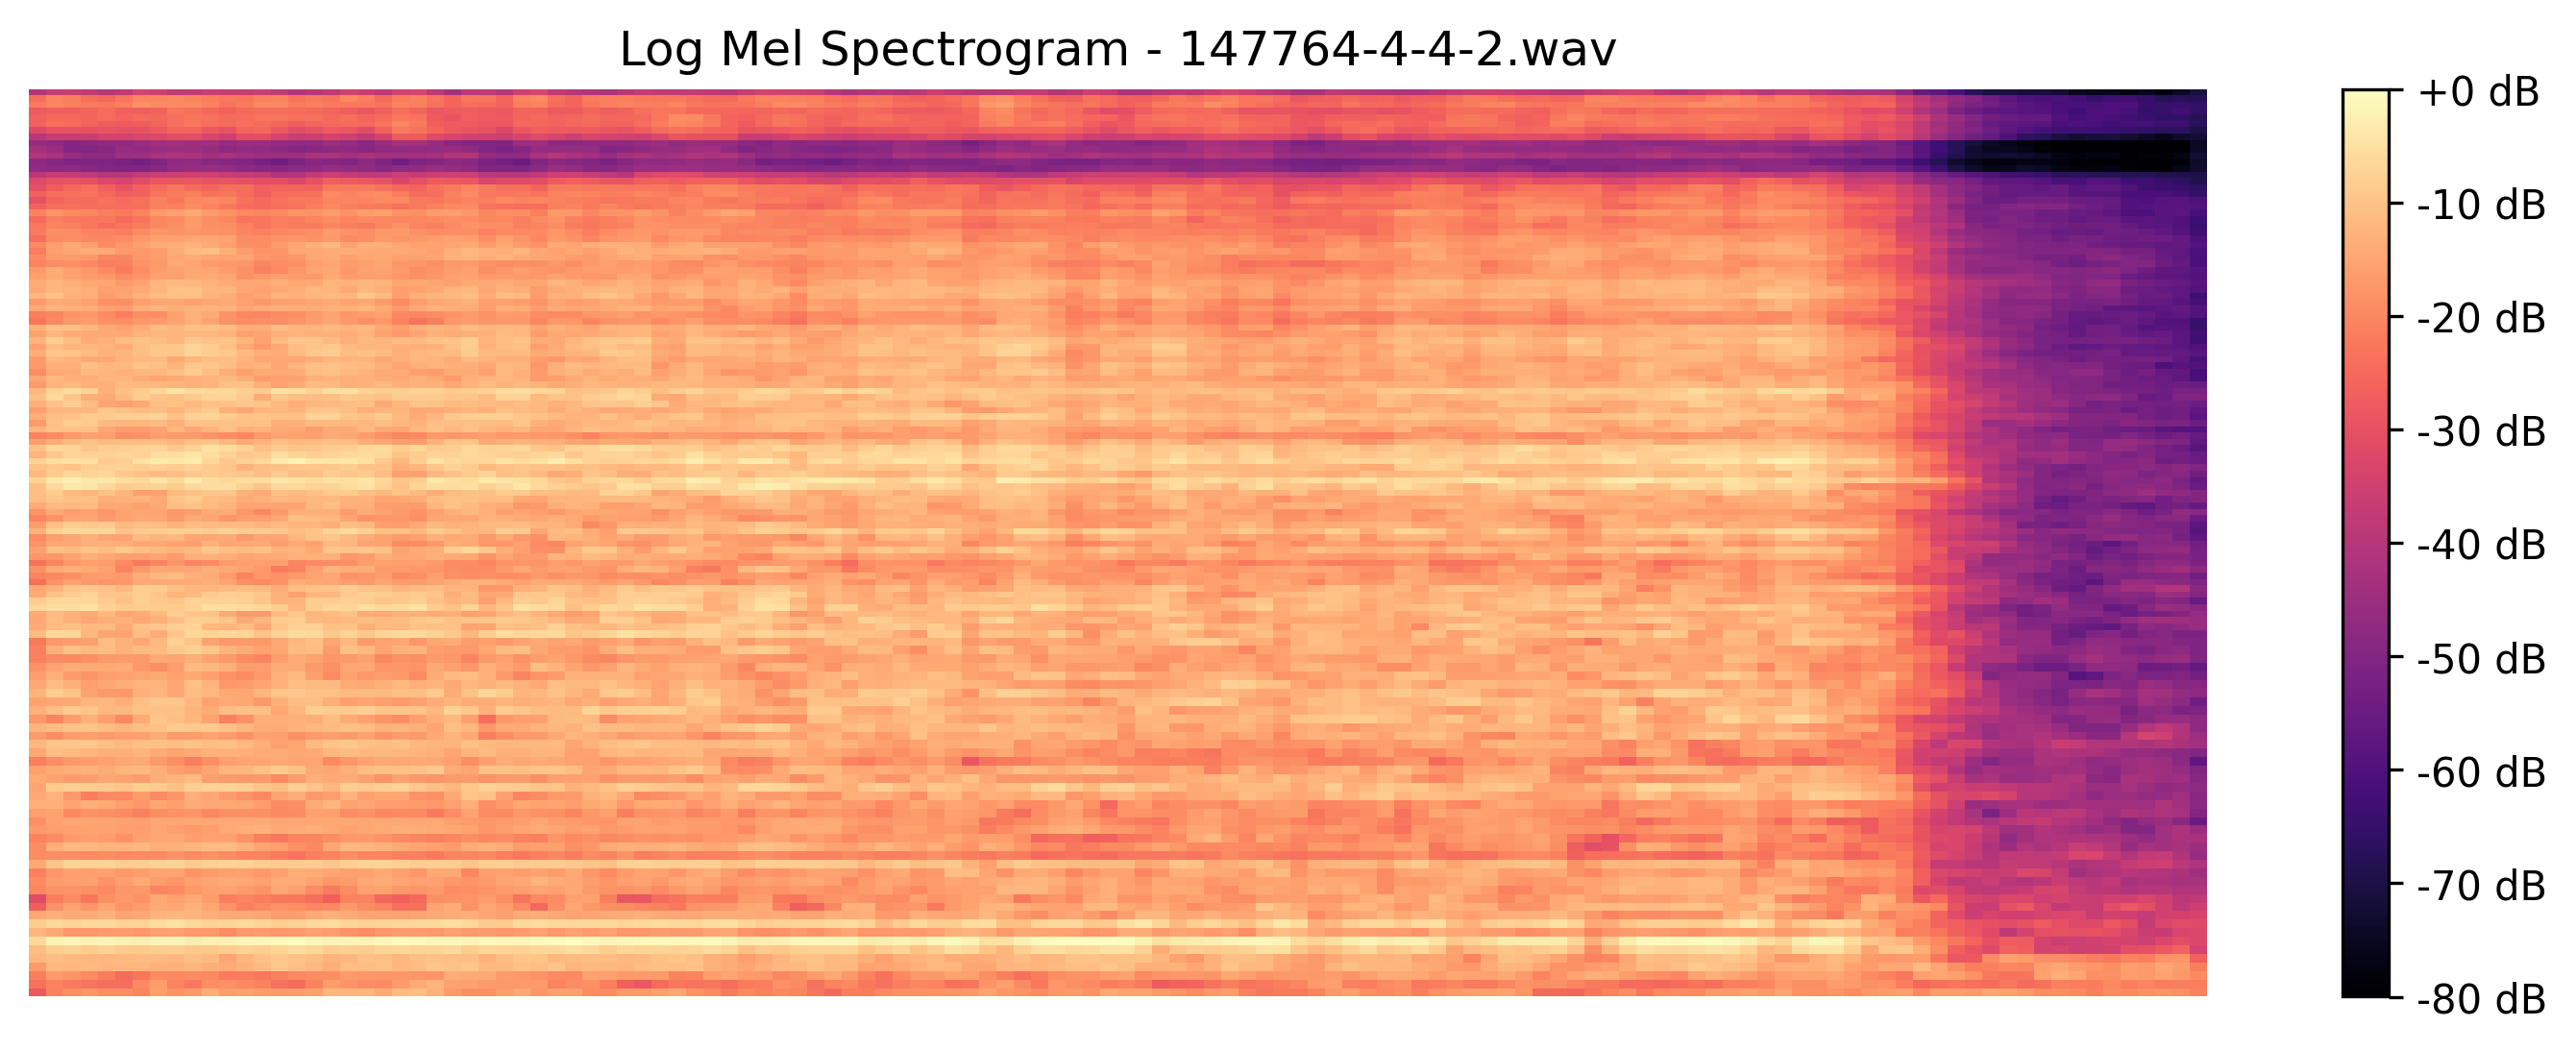 Log Mel Spectrogram - 147764-4-4-2.wav
+0 dB
-10 dB
-20 dB
-30 dB
-40 dB
-50 dB
-60 dB
-70 dB
-80 dB